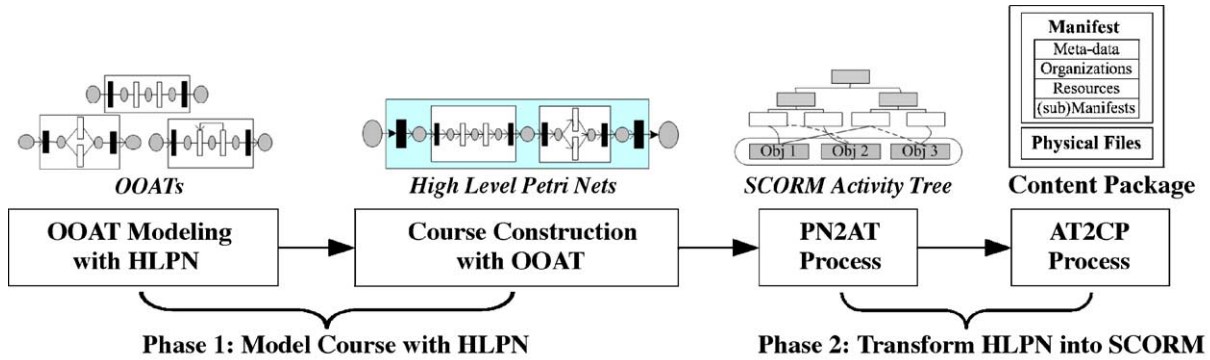 Manifest
Meta-data
Organizations
Resources
(sub)Manifests
Physical Files
Obj 1
Obj 2
Obj 3
OOATs
High Level Petri Nets
SCORM Activity Tree
Content Package
OOAT Modeling
with HLPN
Course Construction
with OOAT
PN2AT
Process
AT2CP
Process
Phase 1: Model Course with HLPN
Phase 2: Transform HLPN into SCORM